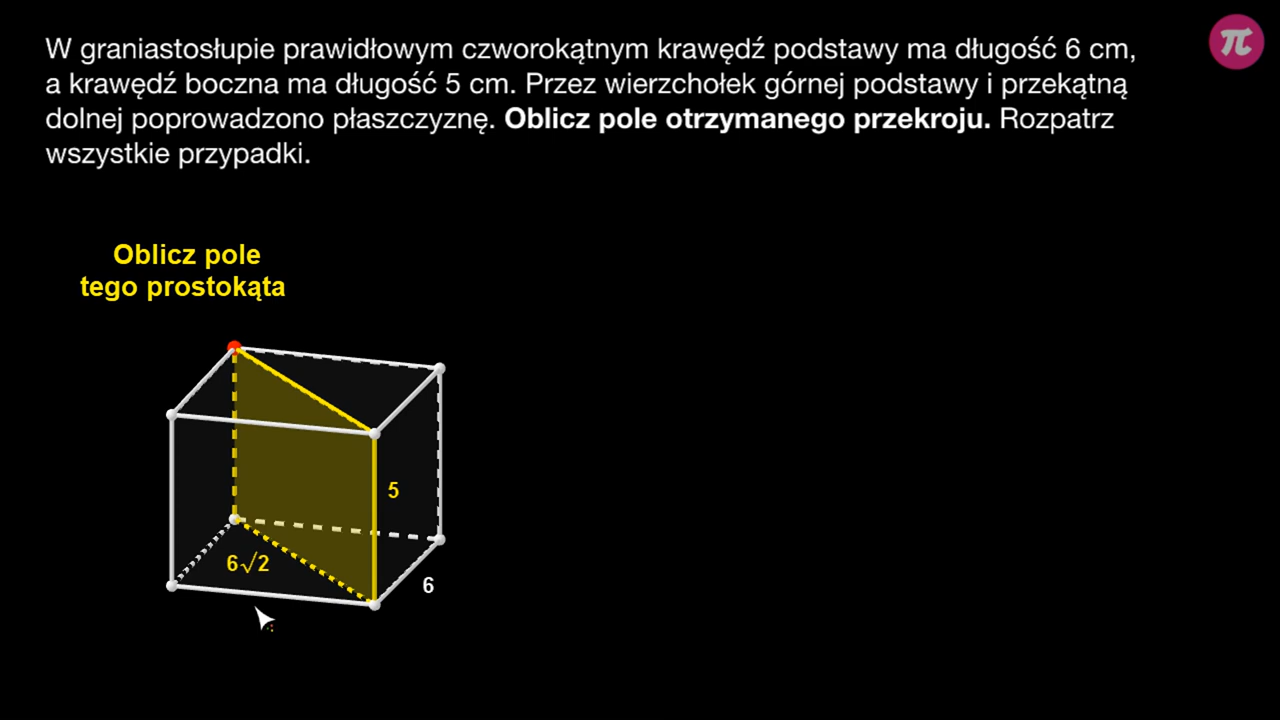 W graniastosłupie prawidłowym czworokątnym krawędź podstawy ma długość 6 cm,
a krawędź boczna ma długość 5 cm. Przez wierzchołek górnej podstawy i przekątną
dolnej poprowadzono płaszczyznę. Oblicz pole otrzymanego przekroju. Rozpatrz
wszystkie przypadki.
π
Oblicz pole
tego prostokąta
5
6√2
6